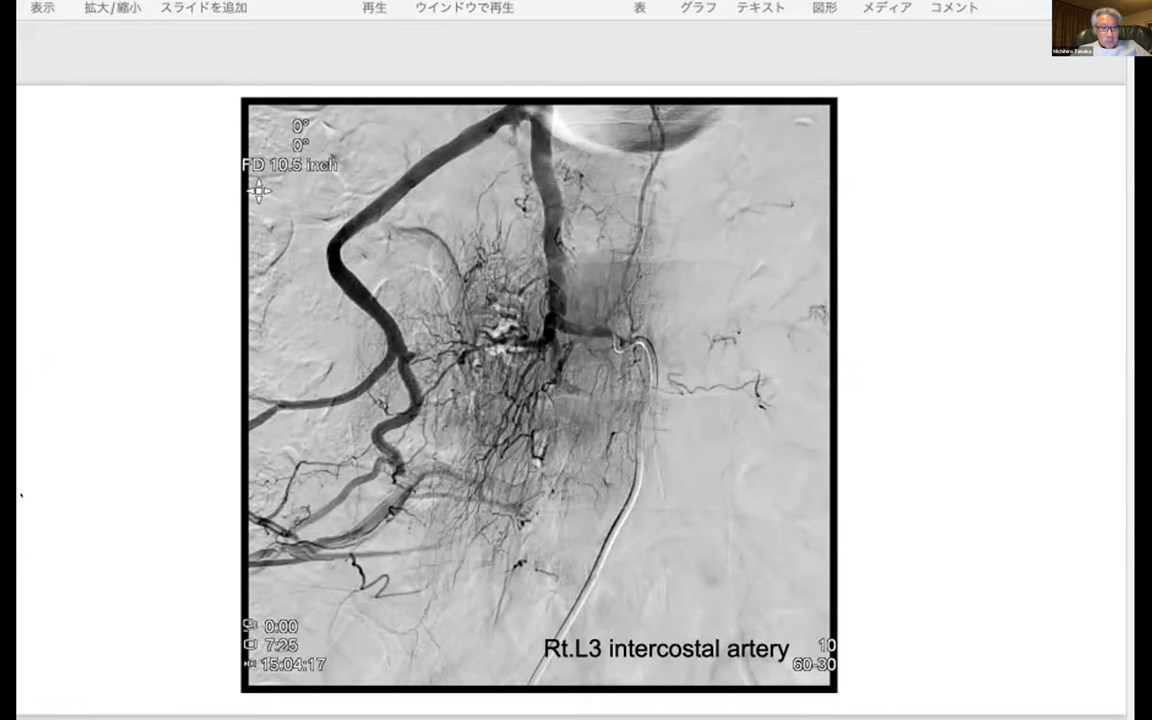 表示 拡大/縮小 スライドを追加 再生 ウインドウで再生 表 グラフ テキスト 図形 メディア コメント
Michihiro Tanaka
0°
0°
FD 10.5 inch
0:00
7:25
15:04:17
Rt.L3 intercostal artery
10
60-30